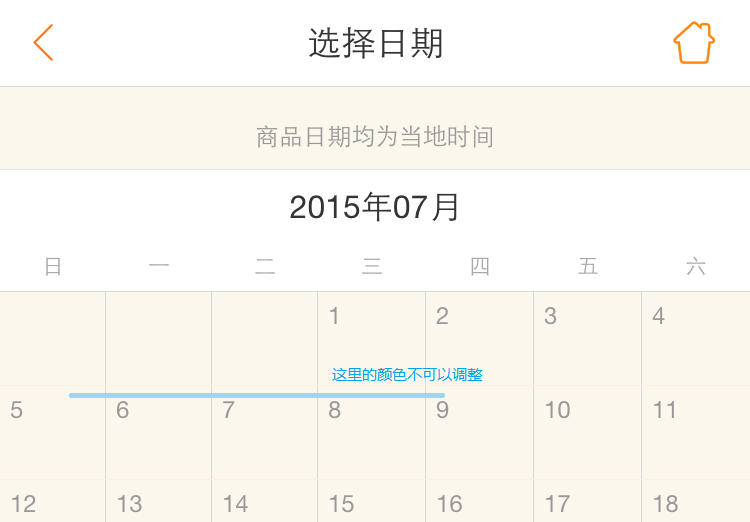 选择日期
商品日期均为当地时间
2015年07月
日 一 二 三 四 五 六
1 2 3 4
这里的颜色不可以调整
5 6 7 8 9 10 11
12 13 14 15 16 17 18